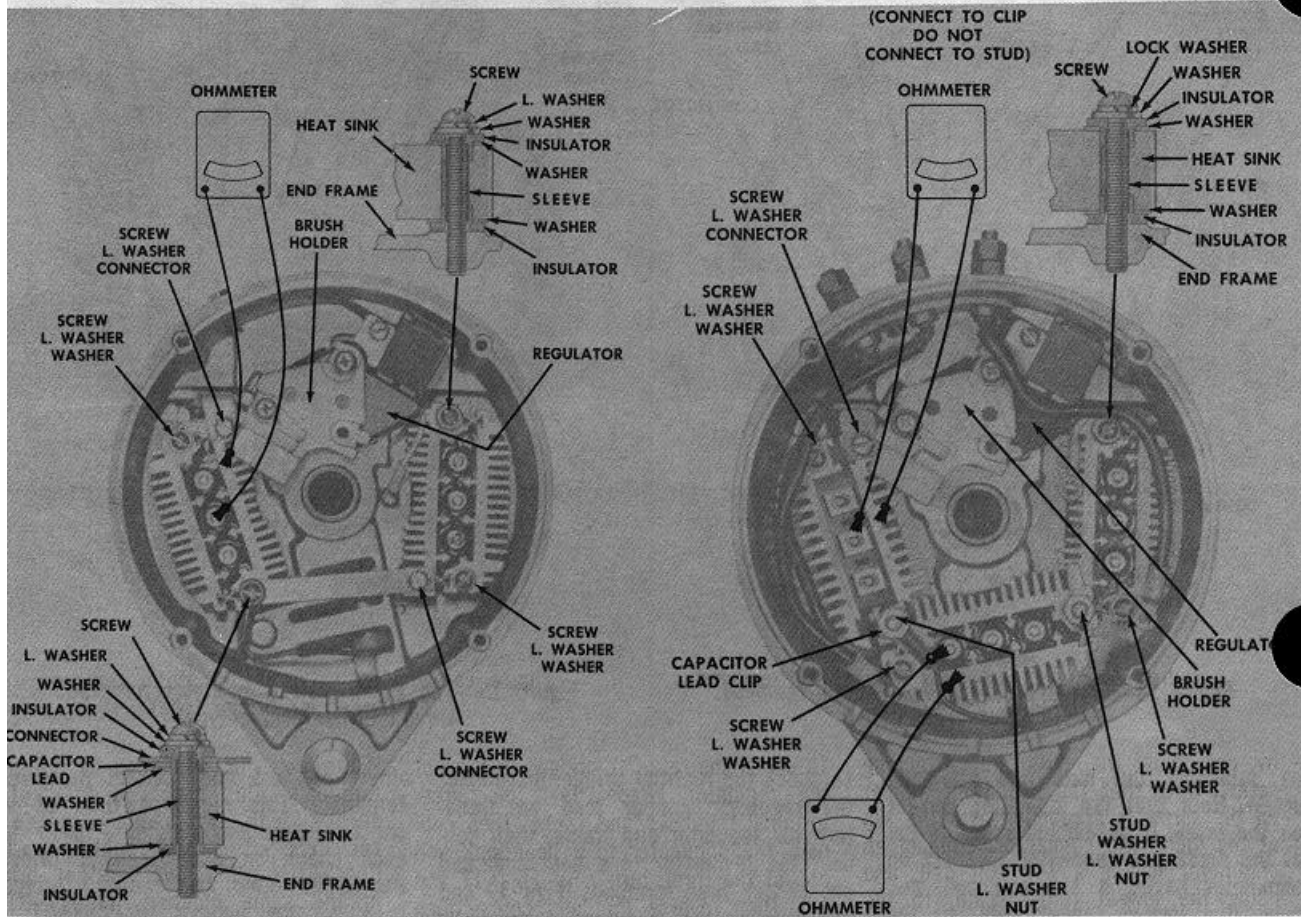 SCREW
L. WASHER
WASHER
INSULATOR
WASHER
SLEEVE
WASHER
INSULATOR
OHMMETER
HEAT SINK
END FRAME
BRUSH
HOLDER
SCREW
L. WASHER
CONNECTOR
SCREW
L. WASHER
WASHER
REGULATOR
SCREW
L. WASHER
WASHER
INSULATOR
CONNECTOR
CAPACITOR
LEAD
WASHER
SLEEVE
WASHER
INSULATOR
HEAT SINK
END FRAME
SCREW
L. WASHER
WASHER
SCREW
L. WASHER
CONNECTOR
(CONNECT TO CLIP
DO NOT
CONNECT TO STUD)
OHMMETER
SCREW
LOCK WASHER
WASHER
INSULATOR
WASHER
HEAT SINK
SLEEVE
WASHER
INSULATOR
END FRAME
SCREW
L. WASHER
CONNECTOR
SCREW
L. WASHER
WASHER
CAPACITOR
LEAD CLIP
SCREW
L. WASHER
WASHER
OHMMETER
REGULATO
BRUSH
HOLDER
SCREW
L. WASHER
WASHER
STUD
WASHER
L. WASHER
NUT
STUD
L. WASHER
NUT